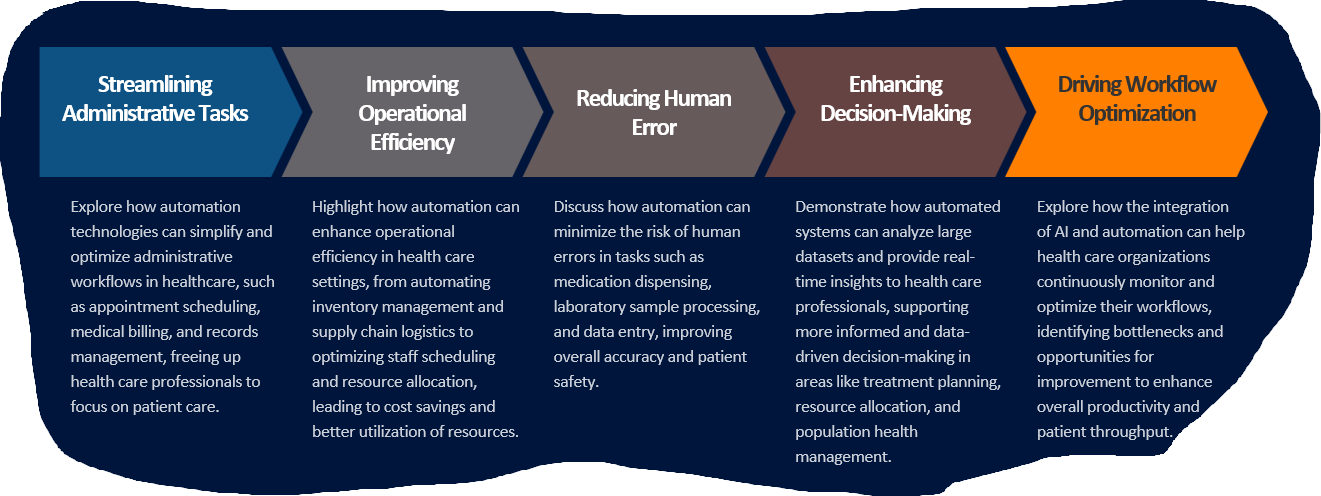 Streamlining
Administrative Tasks
Improving
Operational
Efficiency
Reducing Human
Error
Enhancing
Decision-Making
Driving Workflow
Optimization
Explore how automation
technologies can simplify and
optimize administrative
workflows in healthcare, such
as appointment scheduling,
medical billing, and records
management, freeing up
health care professionals to
focus on patient care.
Highlight how automation can
enhance operational
efficiency in health care
settings, from automating
inventory management and
supply chain logistics to
optimizing staff scheduling
and resource allocation,
leading to cost savings and
better utilization of resources.
Discuss how automation can
minimize the risk of human
errors in tasks such as
medication dispensing,
laboratory sample processing,
and data entry, improving
overall accuracy and patient
safety.
Demonstrate how automated
systems can analyze large
datasets and provide real-
time insights to health care
professionals, supporting
more informed and data-
driven decision-making in
areas like treatment planning,
resource allocation, and
population health
management.
Explore how the integration
of AI and automation can help
health care organizations
continuously monitor and
optimize their workflows,
identifying bottlenecks and
opportunities for
improvement to enhance
overall productivity and
patient throughput.